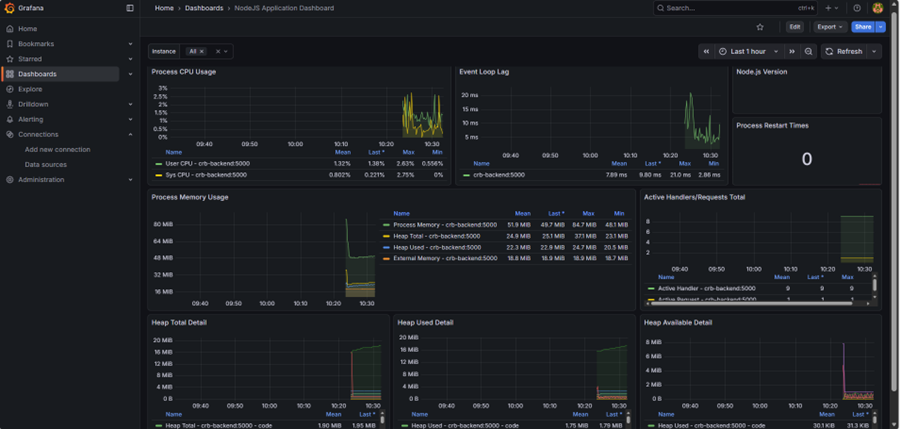 Grafana
Home > Dashboards > NodeJS Application Dashboard
Search...
ctrl+k
Home
Bookmarks
Starred
Dashboards
Explore
Drilldown
Alerting
Connections
Add new connection
Data sources
Administration
Edit
Export
Share
Instance
All
Last 1 hour
Refresh
Process CPU Usage
3%
2.5%
2%
1.5%
1%
0.5%
0%
09:40 09:50 10:00 10:10 10:20 10:30
Name Mean Last * Max Min
User CPU - crb-backend:5000 1.32% 1.38% 2.63% 0.556%
Sys CPU - crb-backend:5000 0.802% 0.221% 2.75% 0%
Event Loop Lag
20 ms
15 ms
10 ms
5 ms
09:40 09:50 10:00 10:10 10:20 10:30
Name Mean Last * Max Min
crb-backend:5000 7.89 ms 9.80 ms 21.0 ms 2.86 ms
Node.js Version
Process Restart Times
0
Process Memory Usage
80 MiB
64 MiB
48 MiB
32 MiB
16 MiB
09:40 09:50 10:00 10:10 10:20 10:30
Name Mean Last * Max Min
Process Memory - crb-backend:5000 51.9 MiB 49.7 MiB 84.7 MiB 48.1 MiB
Heap Total - crb-backend:5000 24.9 MiB 25.1 MiB 37.1 MiB 23.1 MiB
Heap Used - crb-backend:5000 22.3 MiB 22.9 MiB 24.7 MiB 20.5 MiB
External Memory - crb-backend:5000 18.8 MiB 18.9 MiB 18.9 MiB 18.7 MiB
Active Handlers/Requests Total
8
6
4
2
09:40 09:50 10:00 10:10 10:20 10:30
Name Mean Last * Max
Active Handler - crb-backend:5000 9 9 9
Active Request - crb-backend:5000 1 1 1
Heap Total Detail
20 MiB
16 MiB
12 MiB
8 MiB
4 MiB
0 B
09:40 09:50 10:00 10:10 10:20 10:30
Name Mean Last *
Heap Total - crb-backend:5000 - code 1.90 MiB 1.95 MiB
Heap Used Detail
20 MiB
16 MiB
12 MiB
8 MiB
4 MiB
0 B
09:40 09:50 10:00 10:10 10:20 10:30
Name Mean Last *
Heap Used - crb-backend:5000 - code 1.75 MiB 1.79 MiB
Heap Available Detail
8 MiB
6 MiB
4 MiB
2 MiB
0 B
09:40 09:50 10:00 10:10 10:20 10:30
Name Mean Last *
Heap Used - crb-backend:5000 - code 30.1 KiB 31.3 KiB